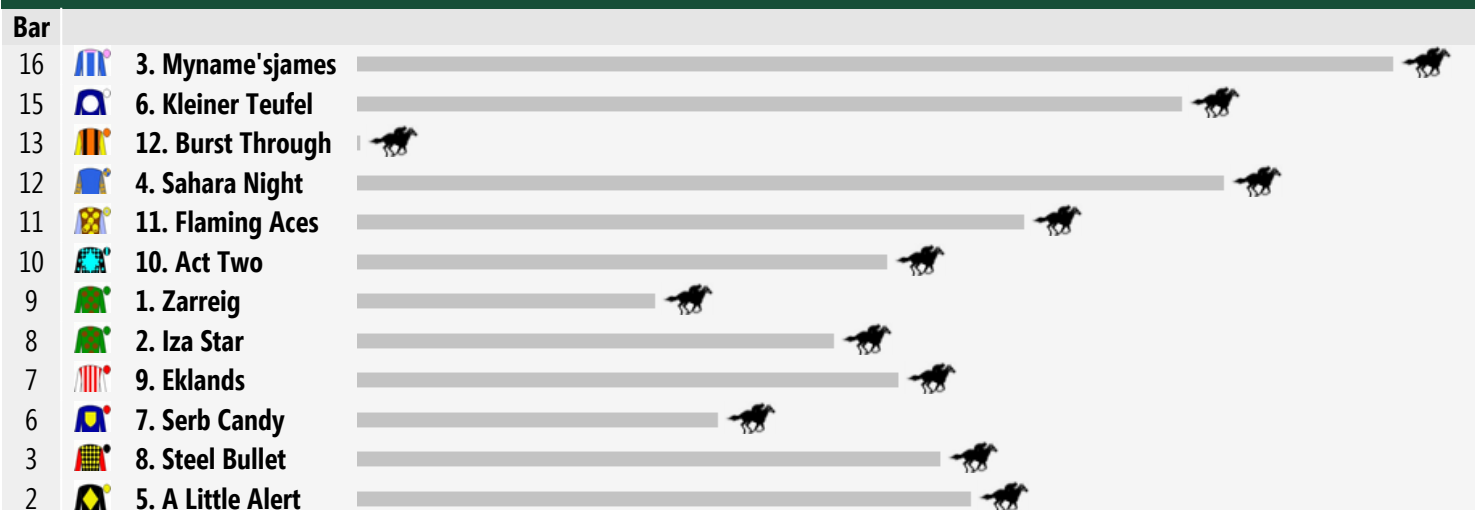 Bar
16 3. Myname'sjames
15 6. Kleiner Teufel
13 12. Burst Through
12 4. Sahara Night
11 11. Flaming Aces
10 10. Act Two
9 1. Zarreig
8 2. Iza Star
7 9. Eklands
6 7. Serb Candy
3 8. Steel Bullet
2 5. A Little Alert